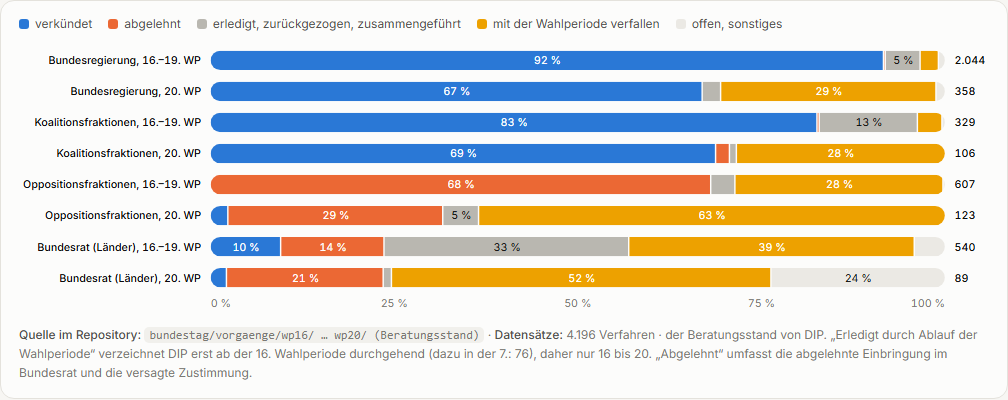 verkündet abgelehnt erledigt, zurückgezogen, zusammengeführt mit der Wahlperiode verfallen offen, sonstiges
Bundesregierung, 16.–19. WP 92 % 5 % 2.044
Bundesregierung, 20. WP 67 % 29 % 358
Koalitionsfraktionen, 16.–19. WP 83 % 13 % 329
Koalitionsfraktionen, 20. WP 69 % 28 % 106
Oppositionsfraktionen, 16.–19. WP 68 % 28 % 607
Oppositionsfraktionen, 20. WP 29 % 5 % 63 % 123
Bundesrat (Länder), 16.–19. WP 10 % 14 % 33 % 39 % 540
Bundesrat (Länder), 20. WP 21 % 52 % 24 % 89
0 % 25 % 50 % 75 % 100 %
Quelle im Repository: bundestag/vorgaenge/wp16/ … wp20/ (Beratungsstand) · Datensätze: 4.196 Verfahren · der Beratungsstand von DIP. „Erledigt durch Ablauf der
Wahlperiode“ verzeichnet DIP erst ab der 16. Wahlperiode durchgehend (dazu in der 7.: 76), daher nur 16 bis 20. „Abgelehnt“ umfasst die abgelehnte Einbringung im
Bundesrat und die versagte Zustimmung.